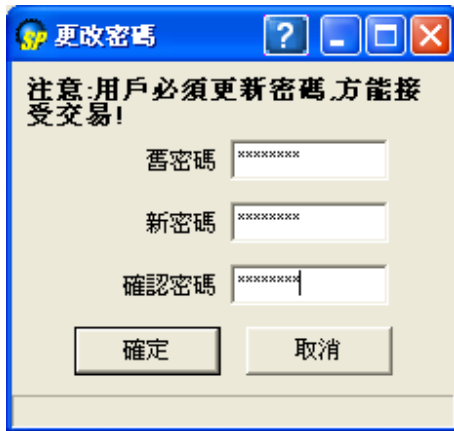 SP 更改密碼
注意:用戶必須更新密碼,方能接
受交易!
舊密碼 ********
新密碼 ********
確認密碼 ********
確定 取消